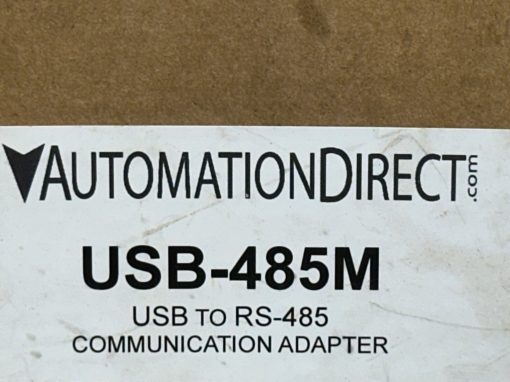 AUTOMATIONDIRECT.com
USB-485M
USB TO RS-485
COMMUNICATION ADAPTER